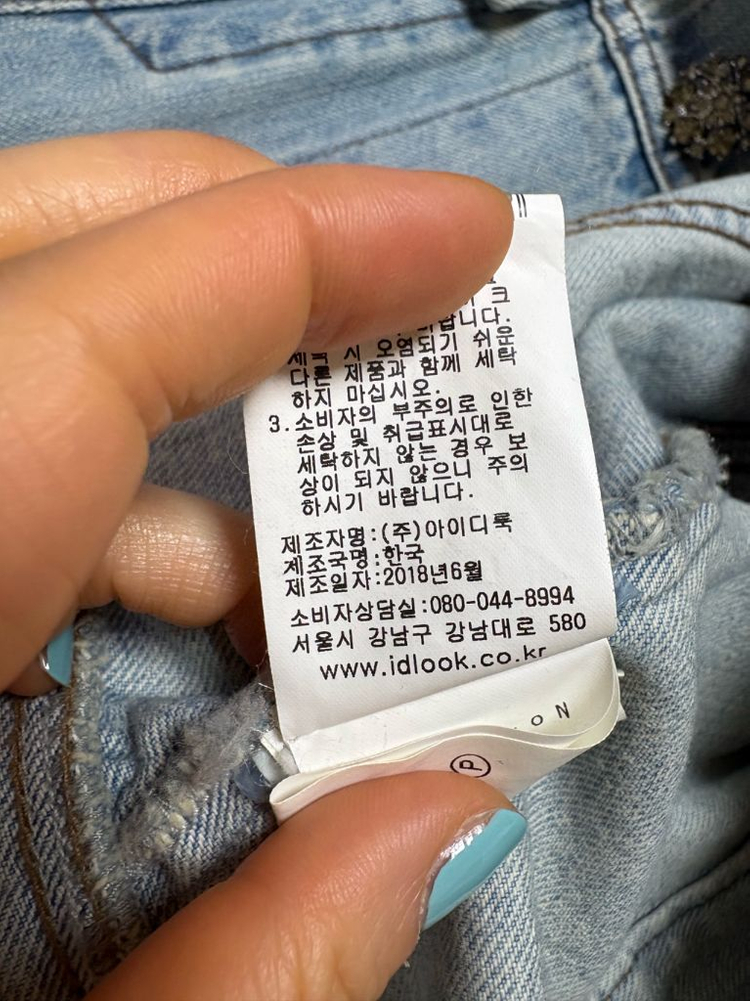 크
랍니다.
세탁 시 오염되기 쉬운
다른 제품과 함께 세탁
하지 마십시오.
3.소비자의 부주의로 인한
손상 및 취급표시대로
세탁하지 않는 경우 보
상이 되지 않으니 주의
하시기 바랍니다.
제조자명:(주)아이디룩
제조국명:한국
제조일자:2018년6월
소비자상담실:080-044-8994
서울시 강남구 강남대로 580
www.idlook.co.kr
P